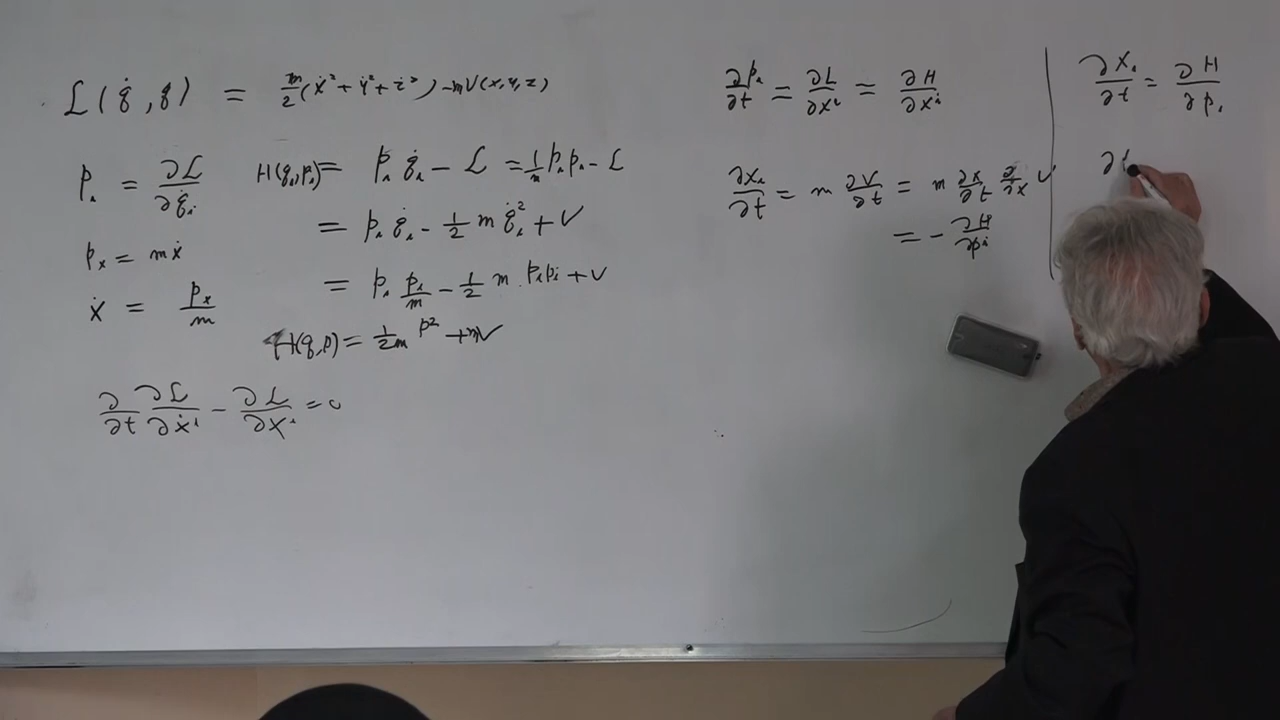 L(q̇, q) = m/2 (ẋ² + ẏ² + ż²) - mV(x, y, z)
p_i = ∂L/∂q̇_i
p_x = mẋ
ẋ = p_x/m
H(q_i, p_i) = p_i q̇_i - L = 1/m p_i p_i - L
= p_i q̇_i - 1/2 m q̇_i² + V
= p_i p_i/m - 1/2 m · p_i p_i + V
H(q, p) = 1/2m p² + mV
∂/∂t ∂L/∂ẋ^i - ∂L/∂x^i = 0
∂p_i/∂t = ∂L/∂x^i = ∂H/∂x^i
∂x_i/∂t = m ∂V/∂t = m ∂x/∂t ∂/∂x V
= - ∂H/∂p^i
∂x_i/∂t = ∂H/∂p_i